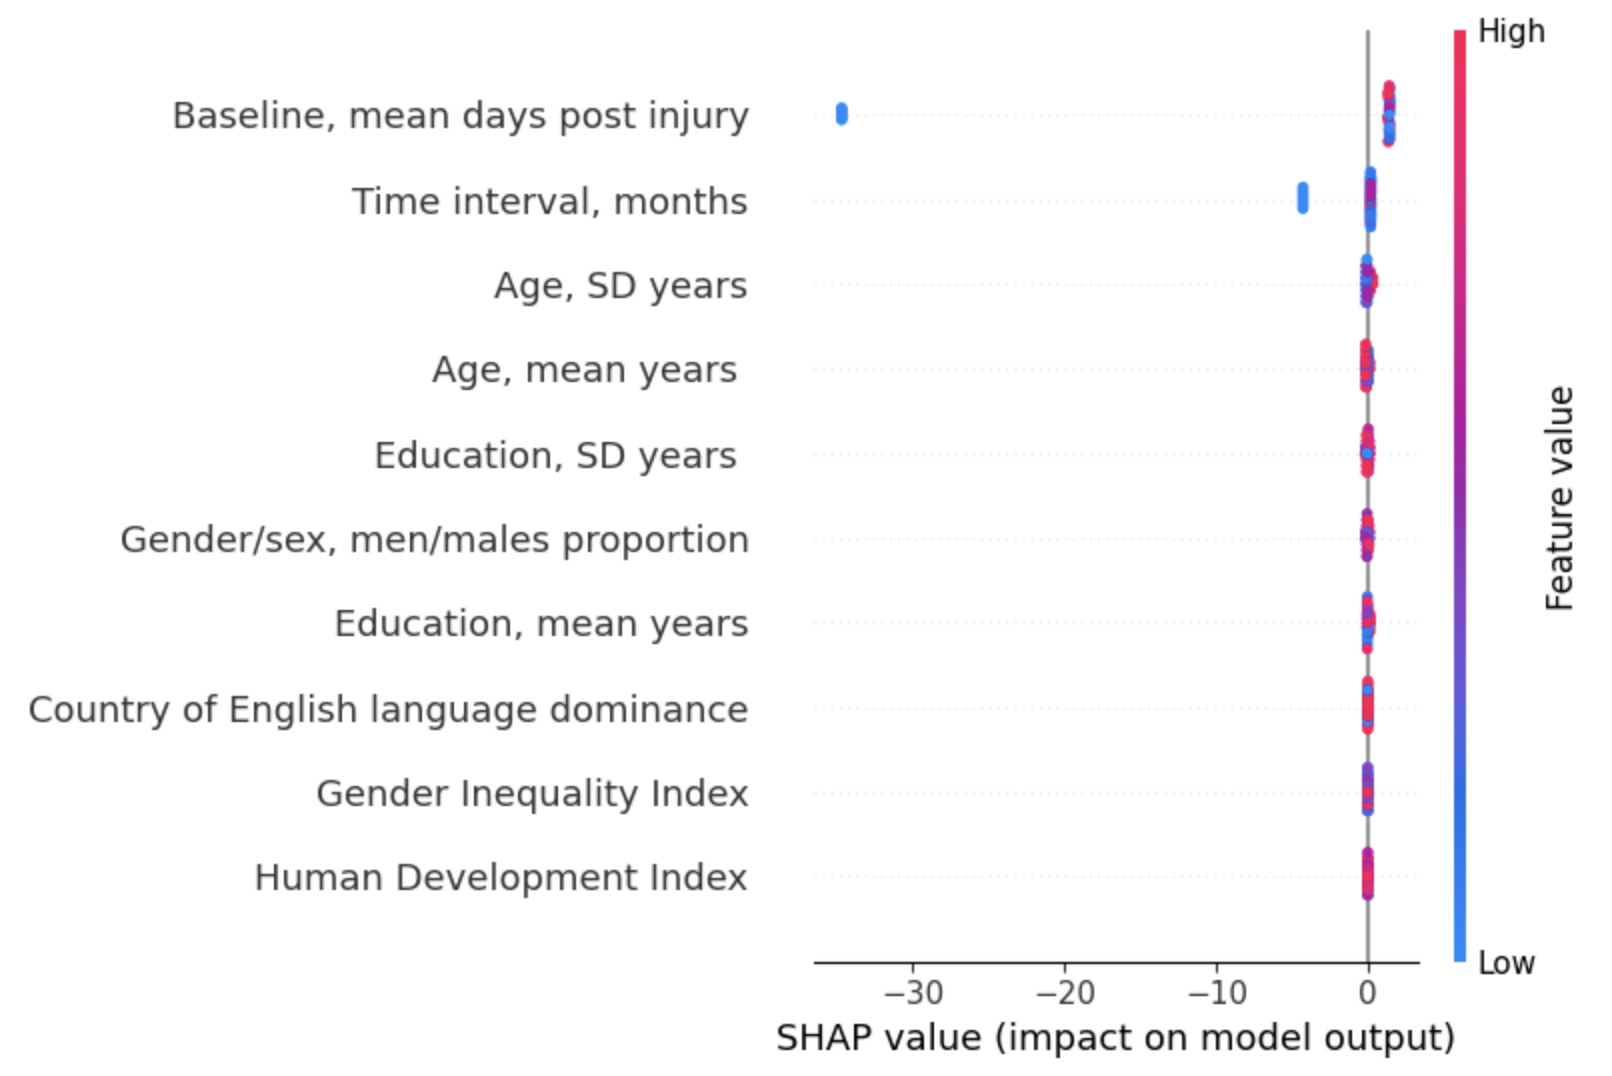 High
Baseline, mean days post injury
Time interval, months
Age, SD years
Age, mean years
Education, SD years
Gender/sex, men/males proportion
Education, mean years
Country of English language dominance
Gender Inequality Index
Human Development Index
Feature value
Low
−30 −20 −10 0
SHAP value (impact on model output)